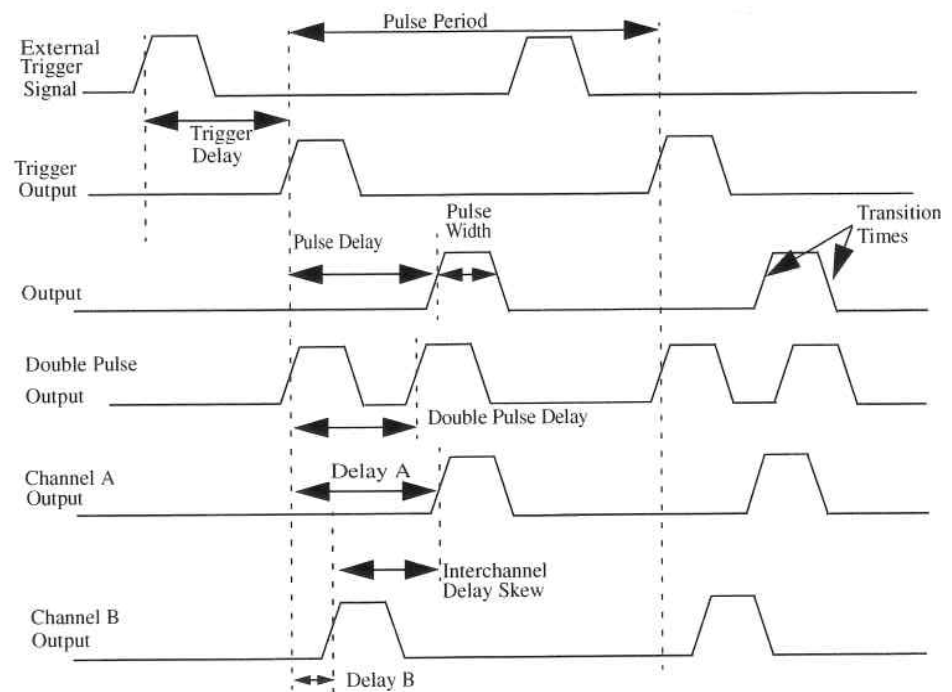 Pulse Period
External
Trigger
Signal
Trigger
Delay
Trigger
Output
Pulse
Width
Transition
Times
Pulse Delay
Output
Double Pulse
Output
Double Pulse Delay
Delay A
Channel A
Output
Interchannel
Delay Skew
Channel B
Output
Delay B